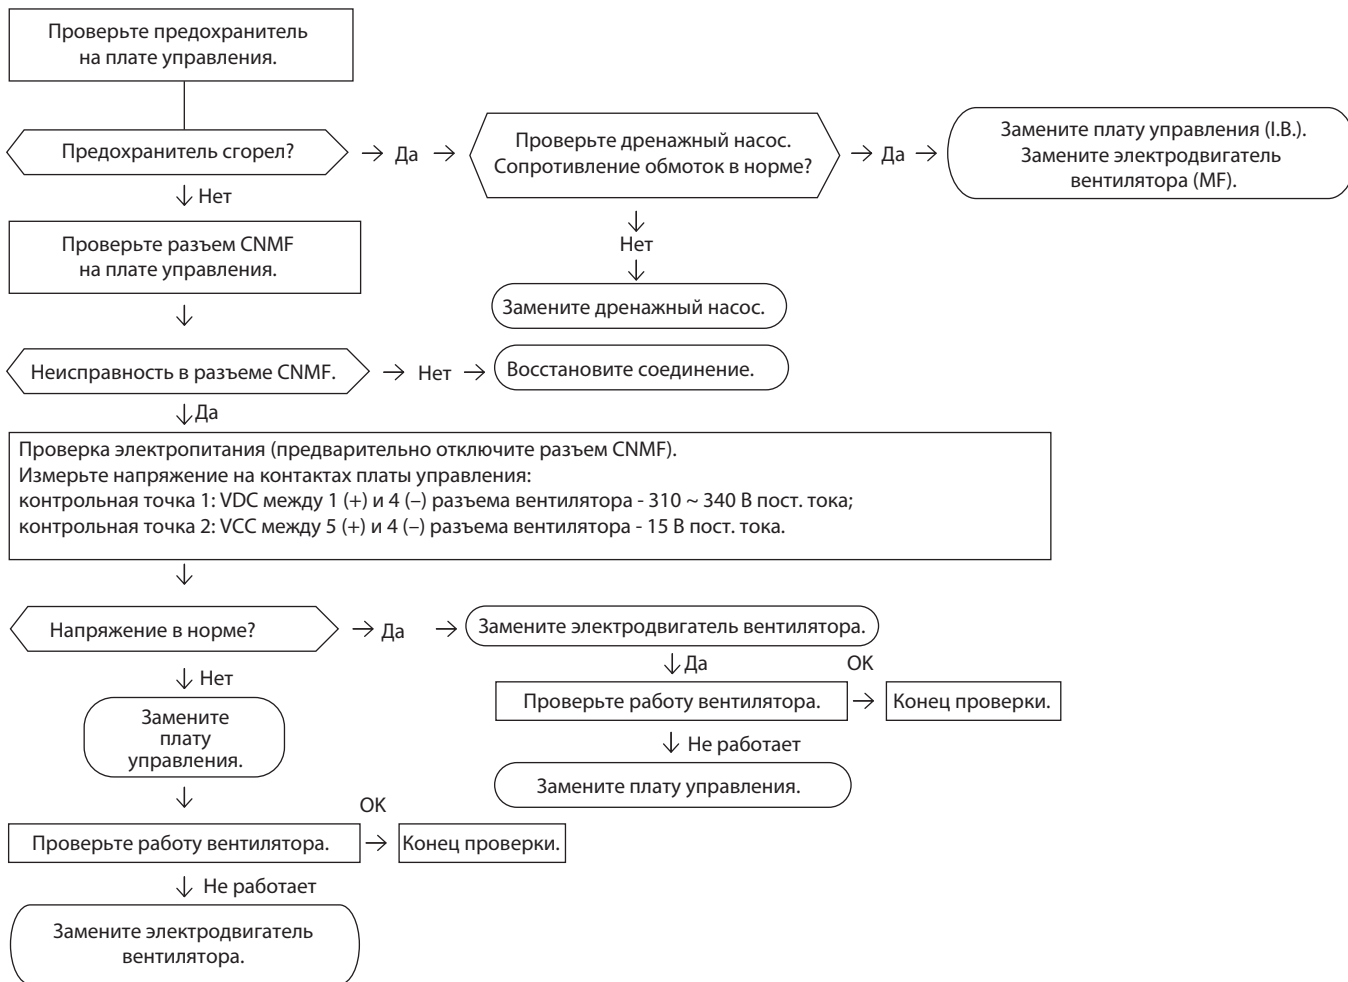 Проверьте предохранитель
на плате управления.
Предохранитель сгорел?
Да
Проверьте дренажный насос.
Сопротивление обмоток в норме?
Да
Замените плату управления (I.B.).
Замените электродвигатель
вентилятора (MF).
Нет
Нет
Проверьте разъем CNMF
на плате управления.
Замените дренажный насос.
Неисправность в разъеме CNMF.
Нет
Восстановите соединение.
Да
Проверка электропитания (предварительно отключите разъем CNMF).
Измерьте напряжение на контактах платы управления:
контрольная точка 1: VDC между 1 (+) и 4 (–) разъема вентилятора - 310 ~ 340 В пост. тока;
контрольная точка 2: VCC между 5 (+) и 4 (–) разъема вентилятора - 15 В пост. тока.
Напряжение в норме?
Да
Замените электродвигатель вентилятора.
Да
OK
Проверьте работу вентилятора.
Конец проверки.
Не работает
Замените плату управления.
Нет
Замените
плату
управления.
OK
Проверьте работу вентилятора.
Конец проверки.
Не работает
Замените электродвигатель
вентилятора.